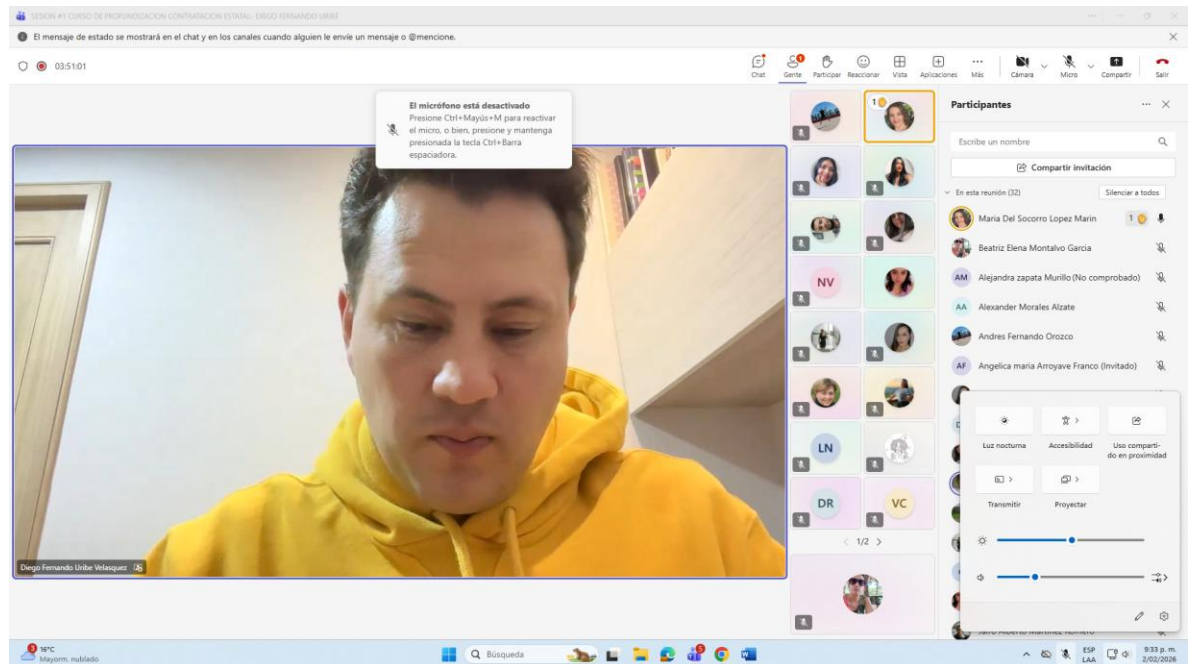 SESION #1 CURSO DE PROFUNDIZACION CONTRATACION ESTATAL- DIEGO FERNANDO URIBE
El mensaje de estado se mostrará en el chat y en los canales cuando alguien le envíe un mensaje o @mencione.
03:51:01
Chat
Gente
Participar
Reaccionar
Vista
Aplicaciones
Más
Cámara
Micro
Compartir
Salir
El micrófono está desactivado
Presione Ctrl+Mayús+M para reactivar
el micro, o bien, presione y mantenga
presionada la tecla Ctrl+Barra
espaciadora.
Diego Fernando Uribe Velasquez
1
NV
LN
DR
VC
1/2
Participantes
Escribe un nombre
Compartir invitación
En esta reunión (32)
Silenciar a todos
Maria Del Socorro Lopez Marin
1
Beatriz Elena Montalvo Garcia
AM
Alejandra zapata Murillo (No comprobado)
AA
Alexander Morales Alzate
Andres Fernando Orozco
AF
Angelica maria Arroyave Franco (Invitado)
Luz nocturna
Accesibilidad
Uso comparti-
do en proximidad
Transmitir
Proyectar
3
16°C
Mayorm. nublado
Búsqueda
ESP
LAA
9:33 p. m.
2/02/2026